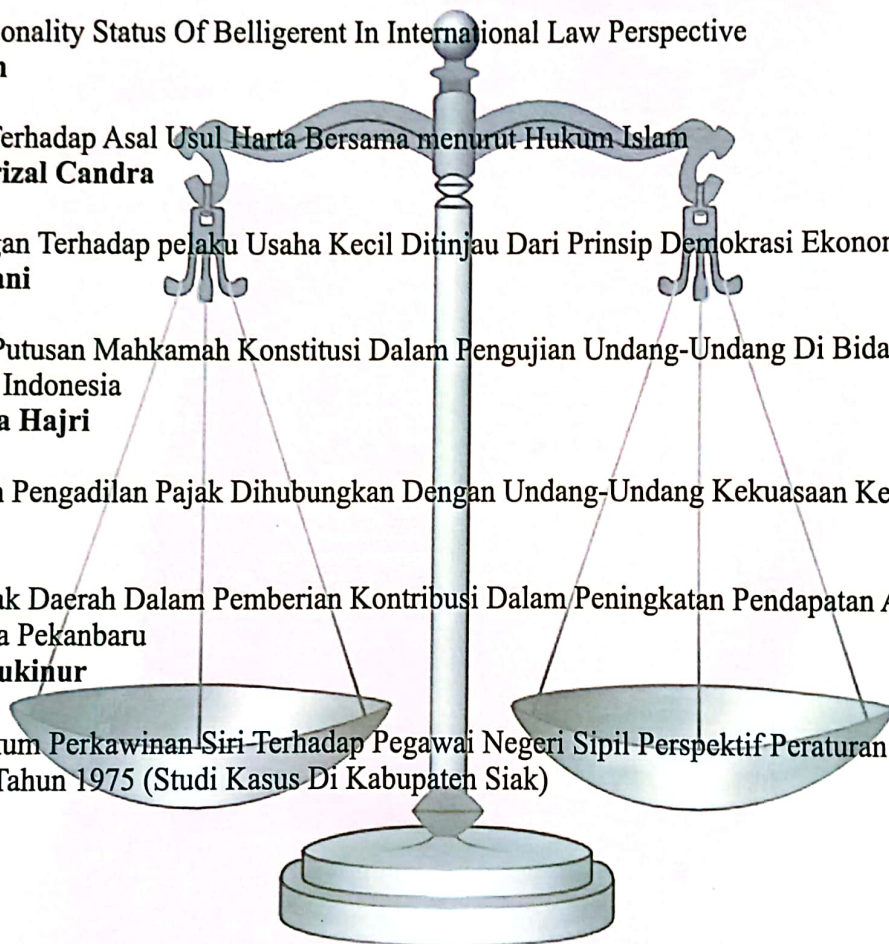 onality Status Of Belligerent In International Law Perspective
Terhadap Asal Usul Harta Bersama menurut Hukum Islam
rizal Candra
gan Terhadap pelaku Usaha Kecil Ditinjau Dari Prinsip Demokrasi Ekonom
ani
Putusan Mahkamah Konstitusi Dalam Pengujian Undang-Undang Di Bida
Indonesia
a Hajri
n Pengadilan Pajak Dihubungkan Dengan Undang-Undang Kekuasaan Ke
ak Daerah Dalam Pemberian Kontribusi Dalam Peningkatan Pendapatan A
a Pekanbaru
ukinur
um Perkawinan Siri Terhadap Pegawai Negeri Sipil Perspektif Peraturan
Tahun 1975 (Studi Kasus Di Kabupaten Siak)